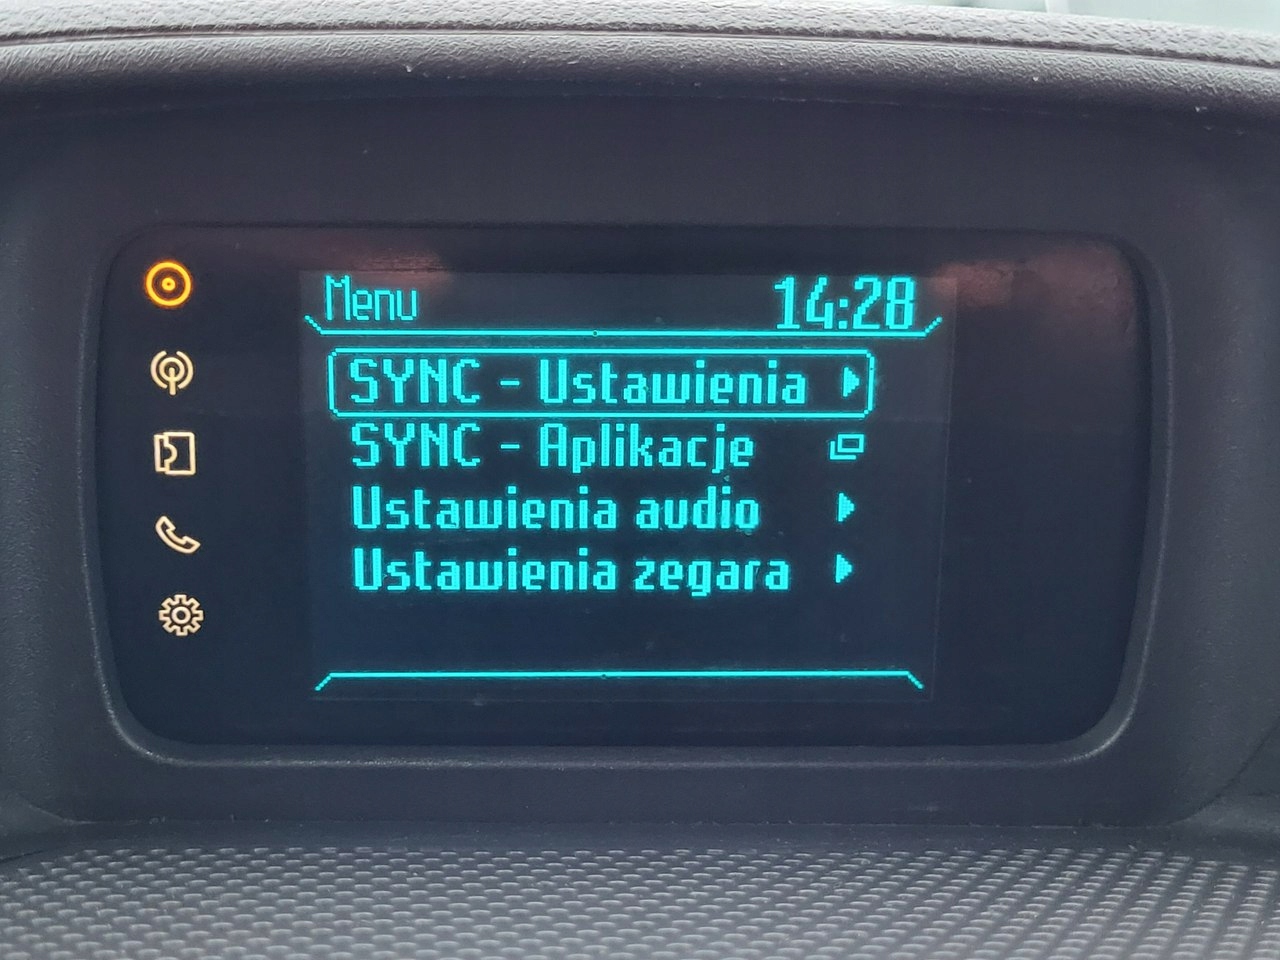 Menu 14:28
SYNC - Ustawienia
SYNC - Aplikacje
Ustawienia audio
Ustawienia zegara